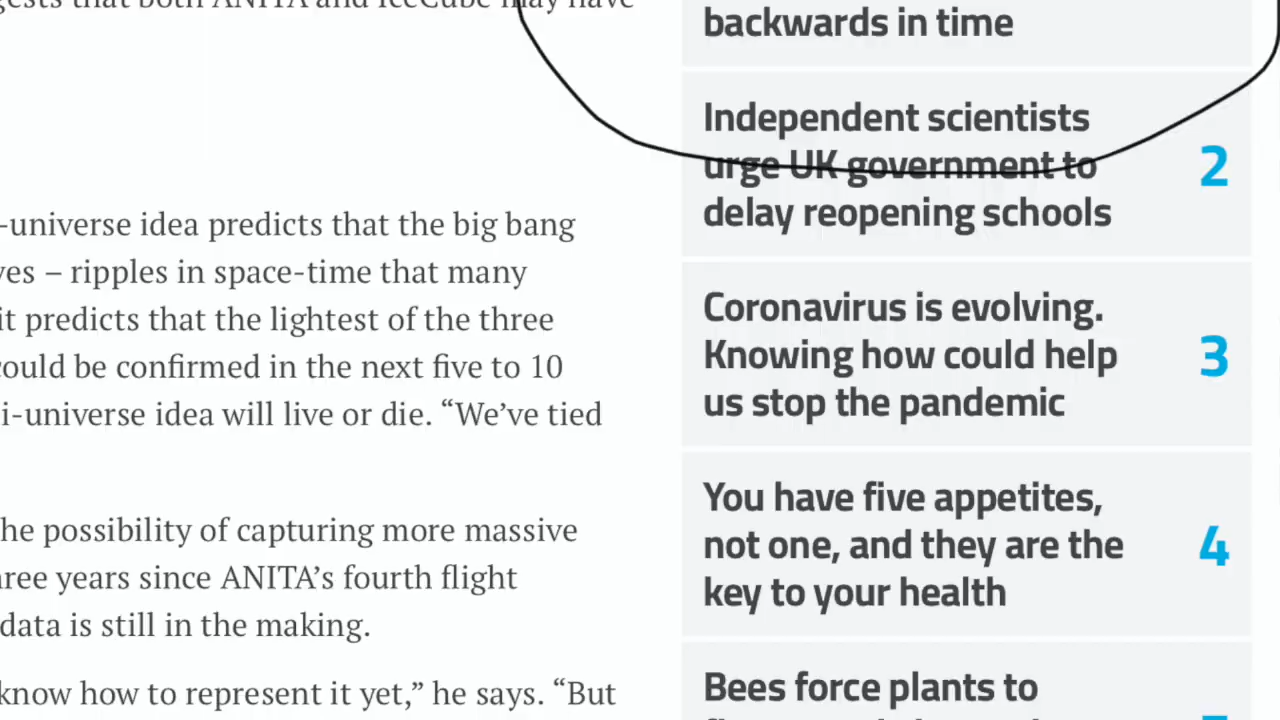 gests that both ANITA and IceCube may have
-universe idea predicts that the big bang
ves – ripples in space-time that many
it predicts that the lightest of the three
could be confirmed in the next five to 10
i-universe idea will live or die. “We’ve tied
he possibility of capturing more massive
hree years since ANITA’s fourth flight
data is still in the making.
know how to represent it yet,” he says. “But
backwards in time
Independent scientists
urge UK government to
delay reopening schools
2
Coronavirus is evolving.
Knowing how could help
us stop the pandemic
3
You have five appetites,
not one, and they are the
key to your health
4
Bees force plants to